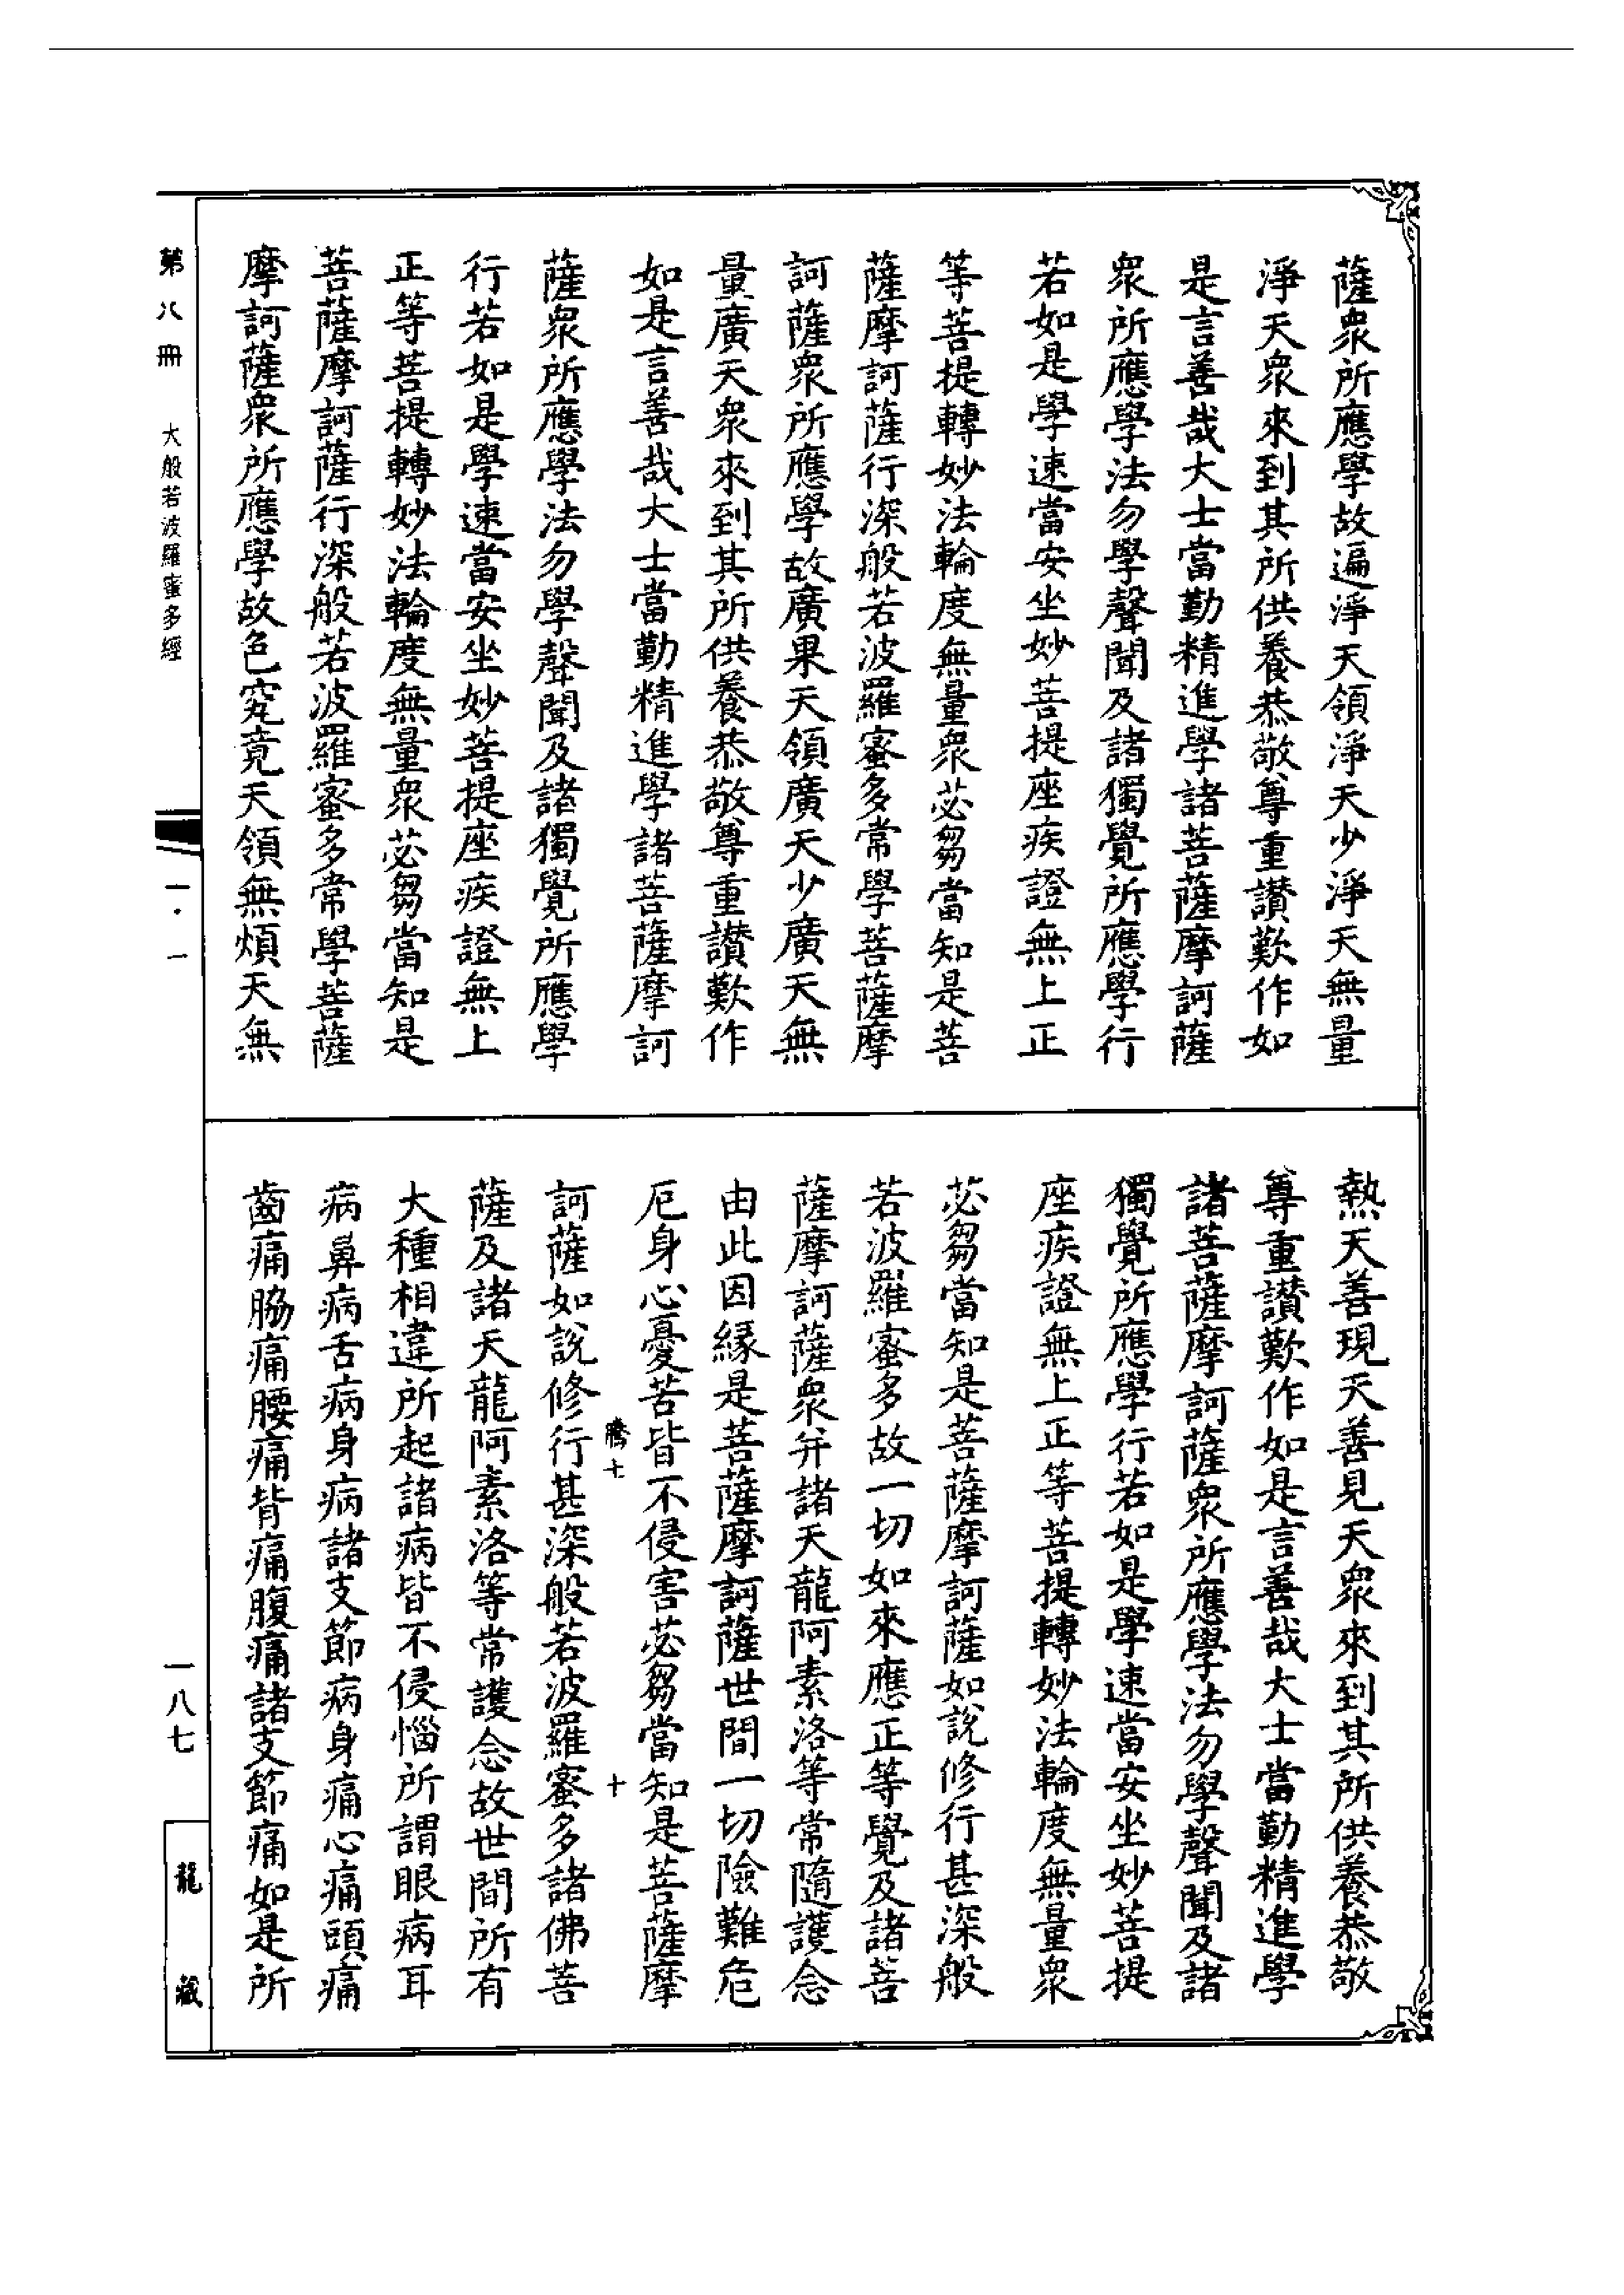 薩衆所應學故遍淨天領淨天少淨天無量
淨天衆來到其所供養恭敬尊重讃歎作如
是言善哉大士當勤精進學諸菩薩摩訶薩
衆所應學法勿學聲聞及諸獨覺所應學行
若如是學速當安坐妙菩提座疾證無上正
等菩提轉妙法輪度無量衆苾芻當知是菩
薩摩訶薩行深般若波羅蜜多常學菩薩摩
訶薩衆所應學故廣果天領廣天少廣天無
量廣天衆來到其所供養恭敬尊重讃歎作
如是言善哉大士當勤精進學諸菩薩摩訶
薩衆所應學法勿學聲聞及諸獨覺所應學
行若如是學速當安坐妙菩提座疾證無上
正等菩提轉妙法輪度無量衆苾芻當知是
菩薩摩訶薩行深般若波羅蜜多常學菩薩
摩訶薩衆所應學故色究竟天領無煩天無
熱天善現天善見天衆來到其所供養恭敬
尊重讃歎作如是言善哉大士當勤精進學
諸菩薩摩訶薩衆所應學法勿學聲聞及諸
獨覺所應學行若如是學速當安坐妙菩提
座疾證無上正等菩提轉妙法輪度無量衆
苾芻當知是菩薩摩訶薩如說修行甚深般
若波羅蜜多故一切如來應正等覺及諸菩
薩摩訶薩衆并諸天龍阿素洛等常隨護念
由此因緣是菩薩摩訶薩世間一切險難危
厄身心憂苦皆不侵害苾芻當知是菩薩摩
騰七 十
訶薩如說修行甚深般若波羅蜜多諸佛菩
薩及諸天龍阿素洛等常護念故世間所有
大種相違所起諸病皆不侵惱所謂眼病耳
病鼻病舌病身病諸支節病身痛心痛頭痛
齒痛脇痛腰痛背痛腹痛諸支節痛如是所
第八冊 大般若波羅蜜多經 一·一 一八七 龍藏